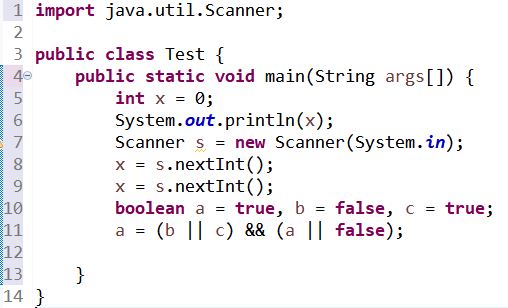 1 import java.util.Scanner;
2
3 public class Test {
4 public static void main(String args[]) {
5 int x = 0;
6 System.out.println(x);
7 Scanner s = new Scanner(System.in);
8 x = s.nextInt();
9 x = s.nextInt();
10 boolean a = true, b = false, c = true;
11 a = (b || c) && (a || false);
12
13 }
14 }